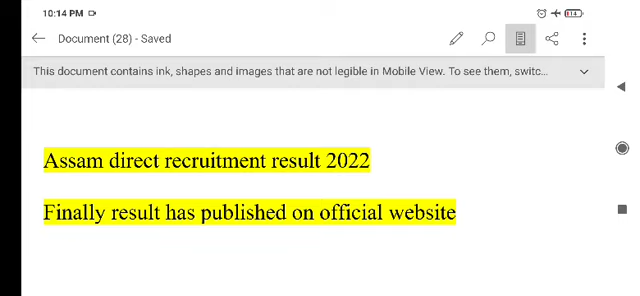 10:14 PM
14
Document (28) - Saved
This document contains ink, shapes and images that are not legible in Mobile View. To see them, switc...
Assam direct recruitment result 2022
Finally result has published on official website